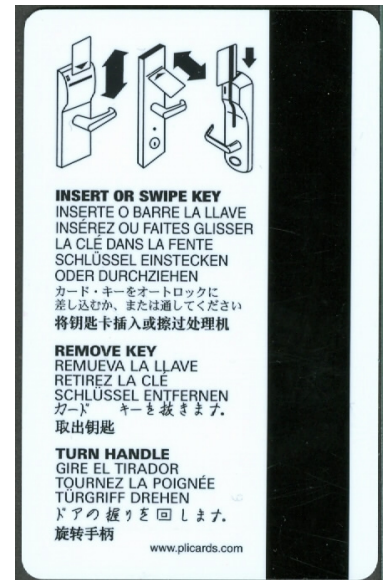 INSERT OR SWIPE KEY
INSERTE O BARRE LA LLAVE
INSÉREZ OU FAITES GLISSER
LA CLÉ DANS LA FENTE
SCHLÜSSEL EINSTECKEN
ODER DURCHZIEHEN
カード・キーをオートロックに
差し込むか、または通してください
将钥匙卡插入或擦过处理机
REMOVE KEY
REMUEVA LA LLAVE
RETIREZ LA CLÉ
SCHLÜSSEL ENTFERNEN
カード キーを抜きます.
取出钥匙
TURN HANDLE
GIRE EL TIRADOR
TOURNEZ LA POIGNÉE
TÜRGRIFF DREHEN
ドアの握りを回します.
旋转手柄
www.plicards.com